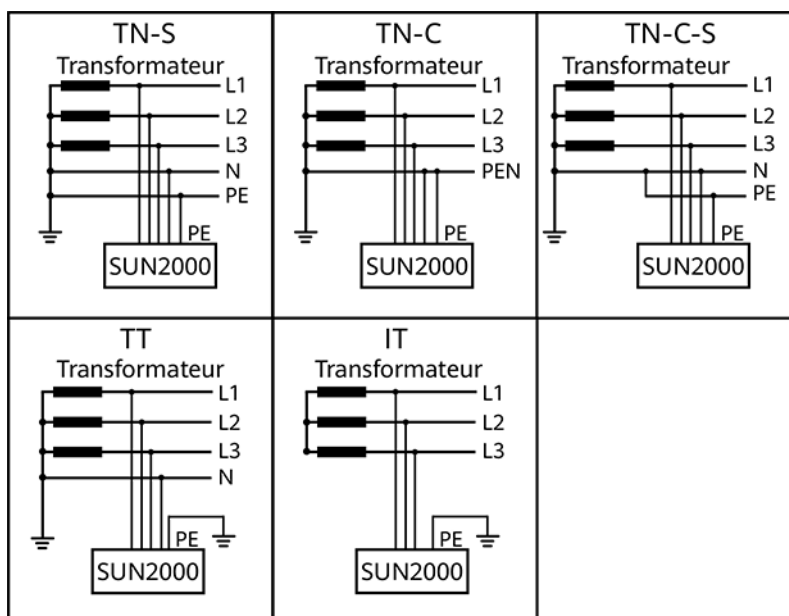 TN-S
Transformateur
L1
L2
L3
N
PE
PE
SUN2000
TN-C
Transformateur
L1
L2
L3
PEN
PE
SUN2000
TN-C-S
Transformateur
L1
L2
L3
N
PE
PE
SUN2000
TT
Transformateur
L1
L2
L3
N
PE
SUN2000
IT
Transformateur
L1
L2
L3
PE
SUN2000